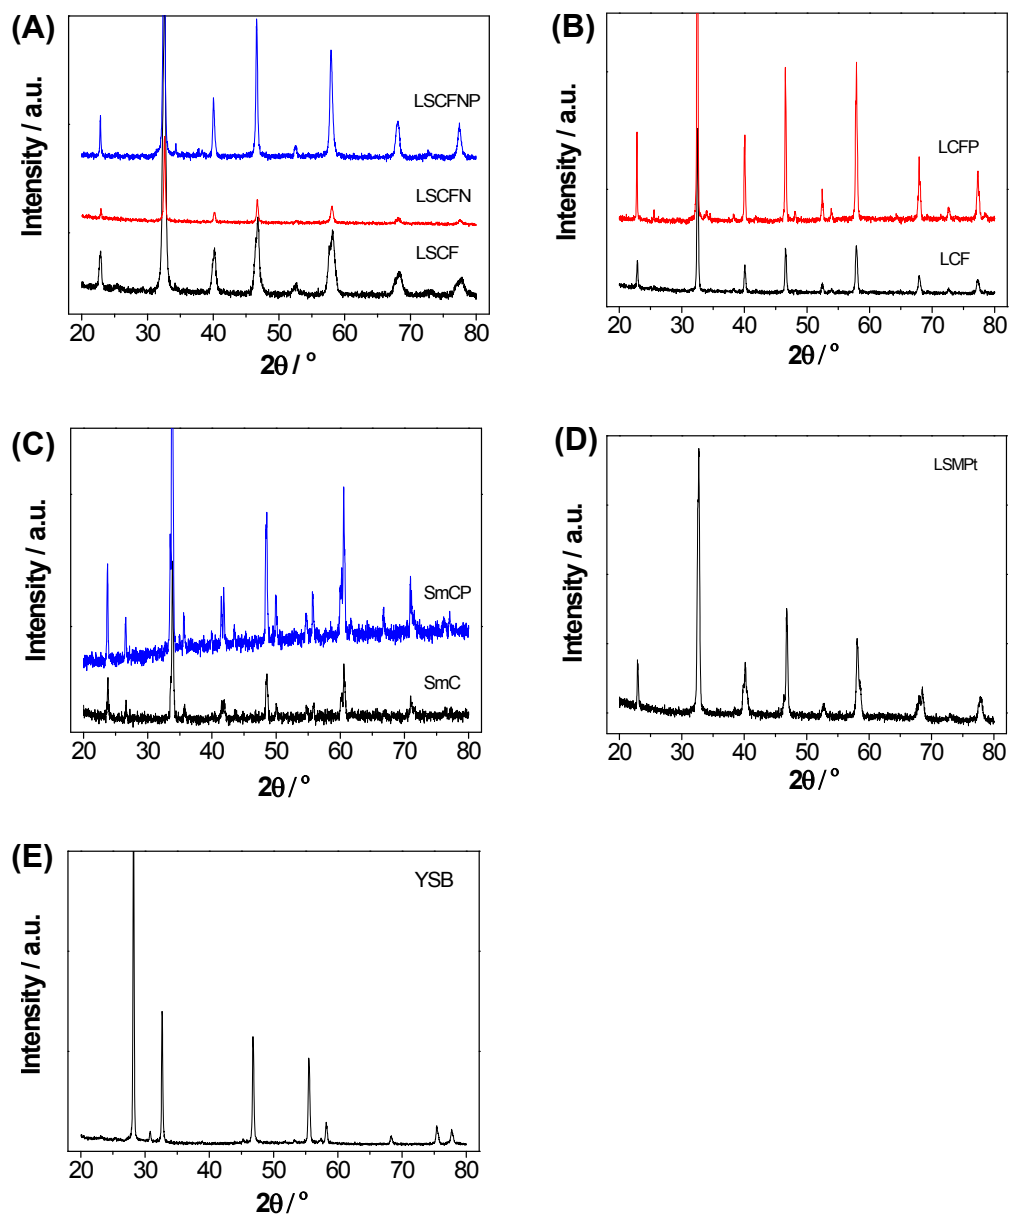 (A)
LSCFNP
LSCFN
LSCF
Intensity / a.u.
20 30 40 50 60 70 80
2θ / °
(B)
LCFP
LCF
Intensity / a.u.
20 30 40 50 60 70 80
2θ / °
(C)
SmCP
SmC
Intensity / a.u.
20 30 40 50 60 70 80
2θ / °
(D)
LSMPt
Intensity / a.u.
20 30 40 50 60 70 80
2θ / °
(E)
YSB
Intensity / a.u.
20 30 40 50 60 70 80
2θ / °